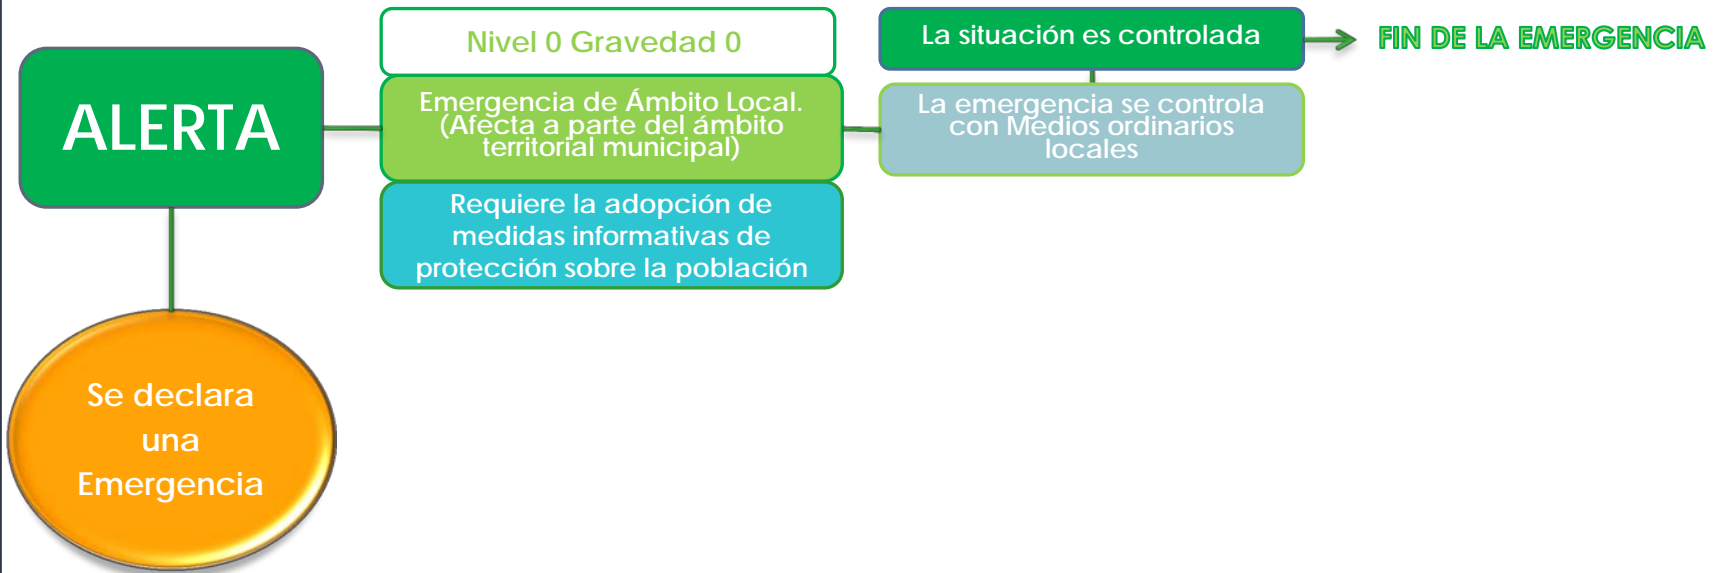 ALERTA
Nivel 0 Gravedad 0
Emergencia de Ámbito Local.
(Afecta a parte del ámbito
territorial municipal)
Requiere la adopción de
medidas informativas de
protección sobre la población
La situación es controlada
FIN DE LA EMERGENCIA
La emergencia se controla
con Medios ordinarios
locales
Se declara
una
Emergencia